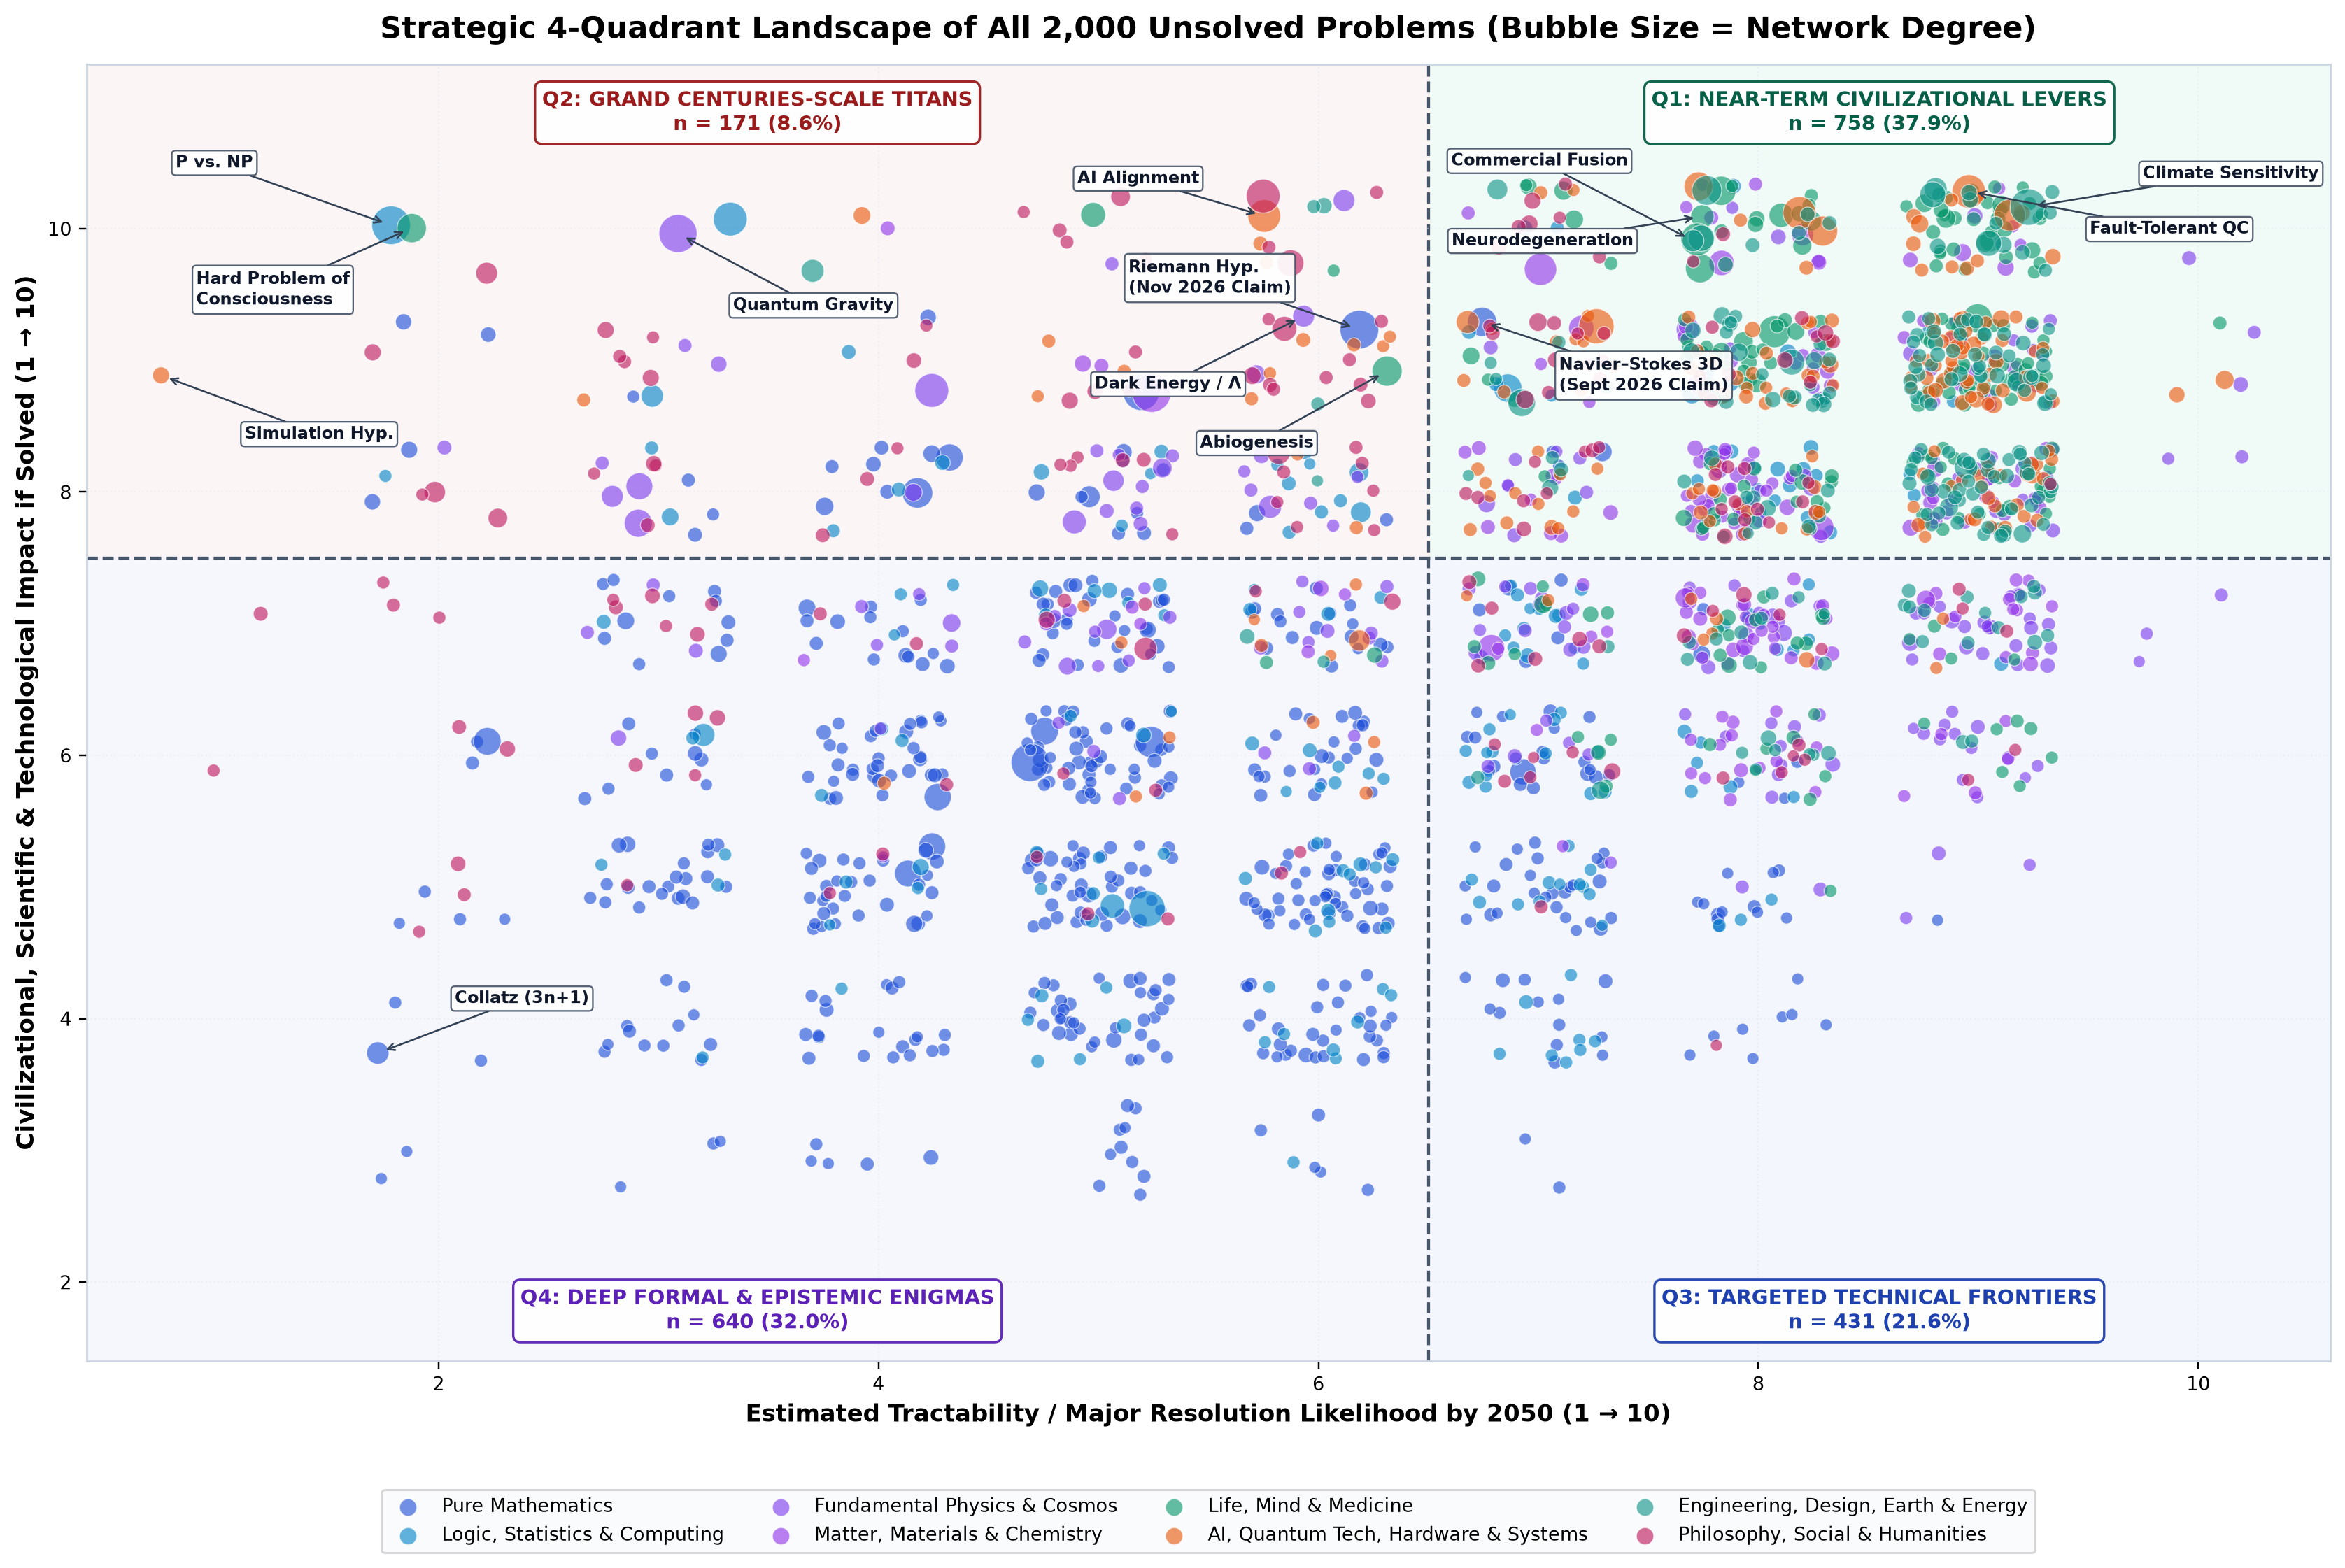 Strategic 4-Quadrant Landscape of All 2,000 Unsolved Problems (Bubble Size = Network Degree)
Q2: GRAND CENTURIES-SCALE TITANS
n = 171 (8.6%)
Q1: NEAR-TERM CIVILIZATIONAL LEVERS
n = 758 (37.9%)
P vs. NP
AI Alignment
Commercial Fusion
Climate Sensitivity
Hard Problem of
Consciousness
Quantum Gravity
Riemann Hyp.
(Nov 2026 Claim)
Neurodegeneration
Fault-Tolerant QC
Simulation Hyp.
Dark Energy / Λ
Abiogenesis
Navier–Stokes 3D
(Sept 2026 Claim)
Collatz (3n+1)
Q4: DEEP FORMAL & EPISTEMIC ENIGMAS
n = 640 (32.0%)
Q3: TARGETED TECHNICAL FRONTIERS
n = 431 (21.6%)
Civilizational, Scientific & Technological Impact if Solved (1 → 10)
10
8
6
4
2
2
4
6
8
10
Estimated Tractability / Major Resolution Likelihood by 2050 (1 → 10)
Pure Mathematics
Logic, Statistics & Computing
Fundamental Physics & Cosmos
Matter, Materials & Chemistry
Life, Mind & Medicine
AI, Quantum Tech, Hardware & Systems
Engineering, Design, Earth & Energy
Philosophy, Social & Humanities